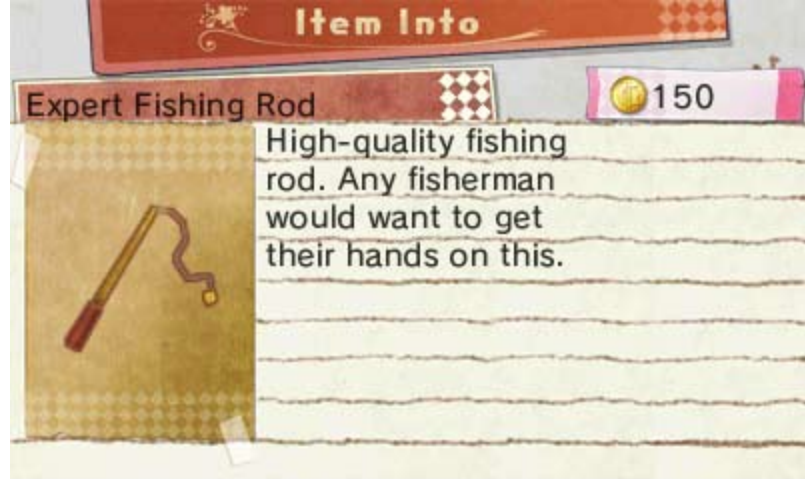 Item Info
Expert Fishing Rod
150
High-quality fishing
rod. Any fisherman
would want to get
their hands on this.